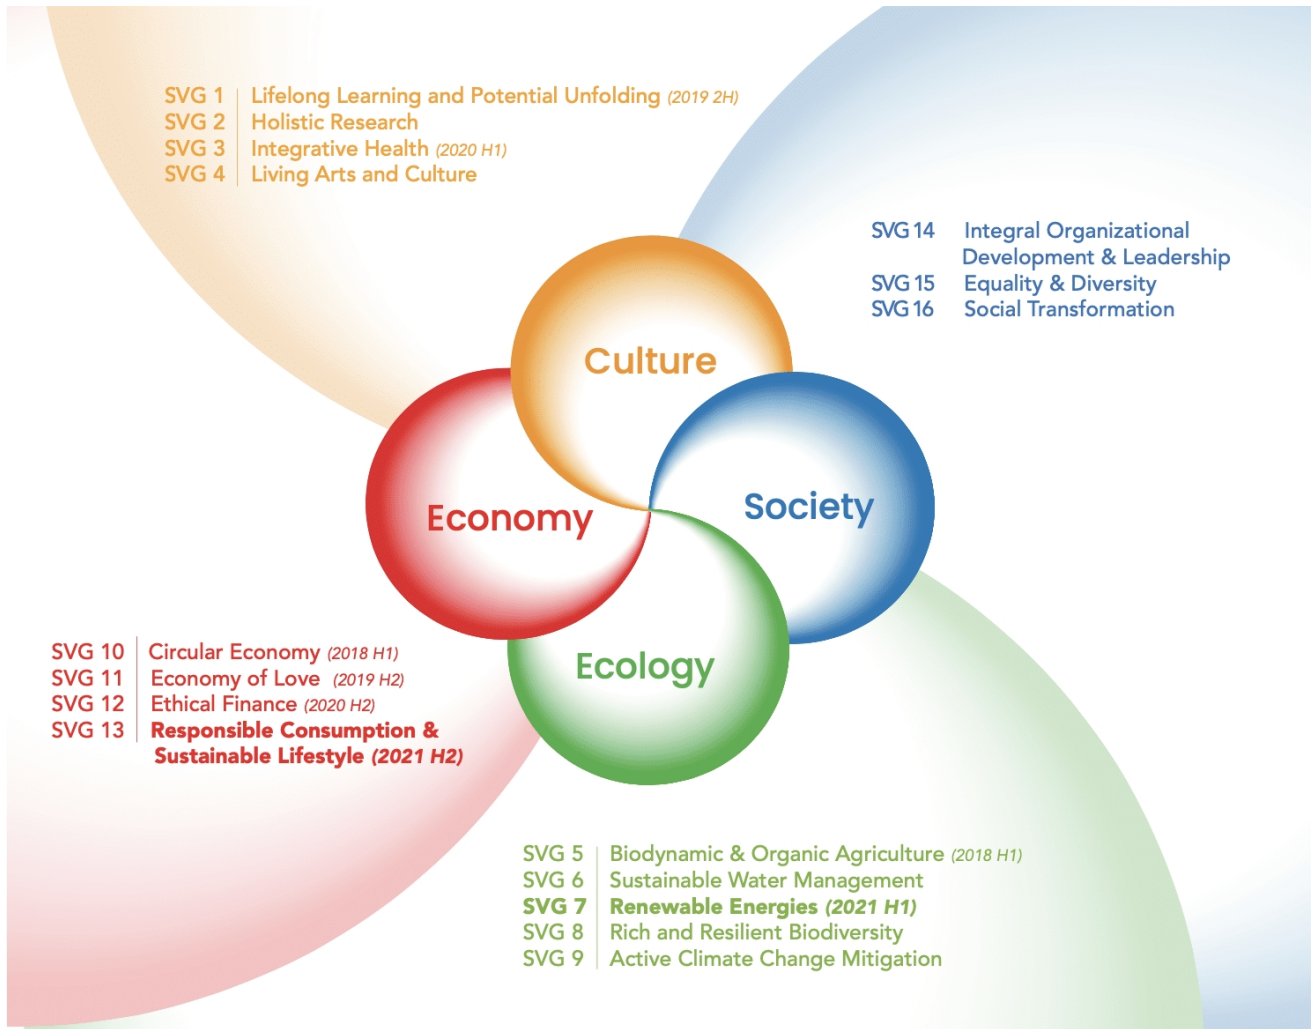 SVG 1 Lifelong Learning and Potential Unfolding (2019 2H)
SVG 2 Holistic Research
SVG 3 Integrative Health (2020 H1)
SVG 4 Living Arts and Culture
SVG 14 Integral Organizational
Development & Leadership
SVG 15 Equality & Diversity
SVG 16 Social Transformation
Culture
Society
Economy
Ecology
SVG 10 Circular Economy (2018 H1)
SVG 11 Economy of Love (2019 H2)
SVG 12 Ethical Finance (2020 H2)
SVG 13 Responsible Consumption &
Sustainable Lifestyle (2021 H2)
SVG 5 Biodynamic & Organic Agriculture (2018 H1)
SVG 6 Sustainable Water Management
SVG 7 Renewable Energies (2021 H1)
SVG 8 Rich and Resilient Biodiversity
SVG 9 Active Climate Change Mitigation